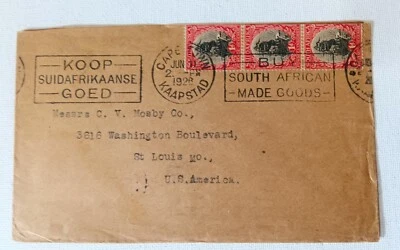 KOOP
SUIDAFRIKAANSE
GOED
CAPE TOWN
JUN
1928
KAAPSTAD
BUY
SOUTH AFRICAN
MADE GOODS
Messrs C. V. Mosby Co.,
3616 Washington Boulevard,
St Louis Mo.,
U.S.America.